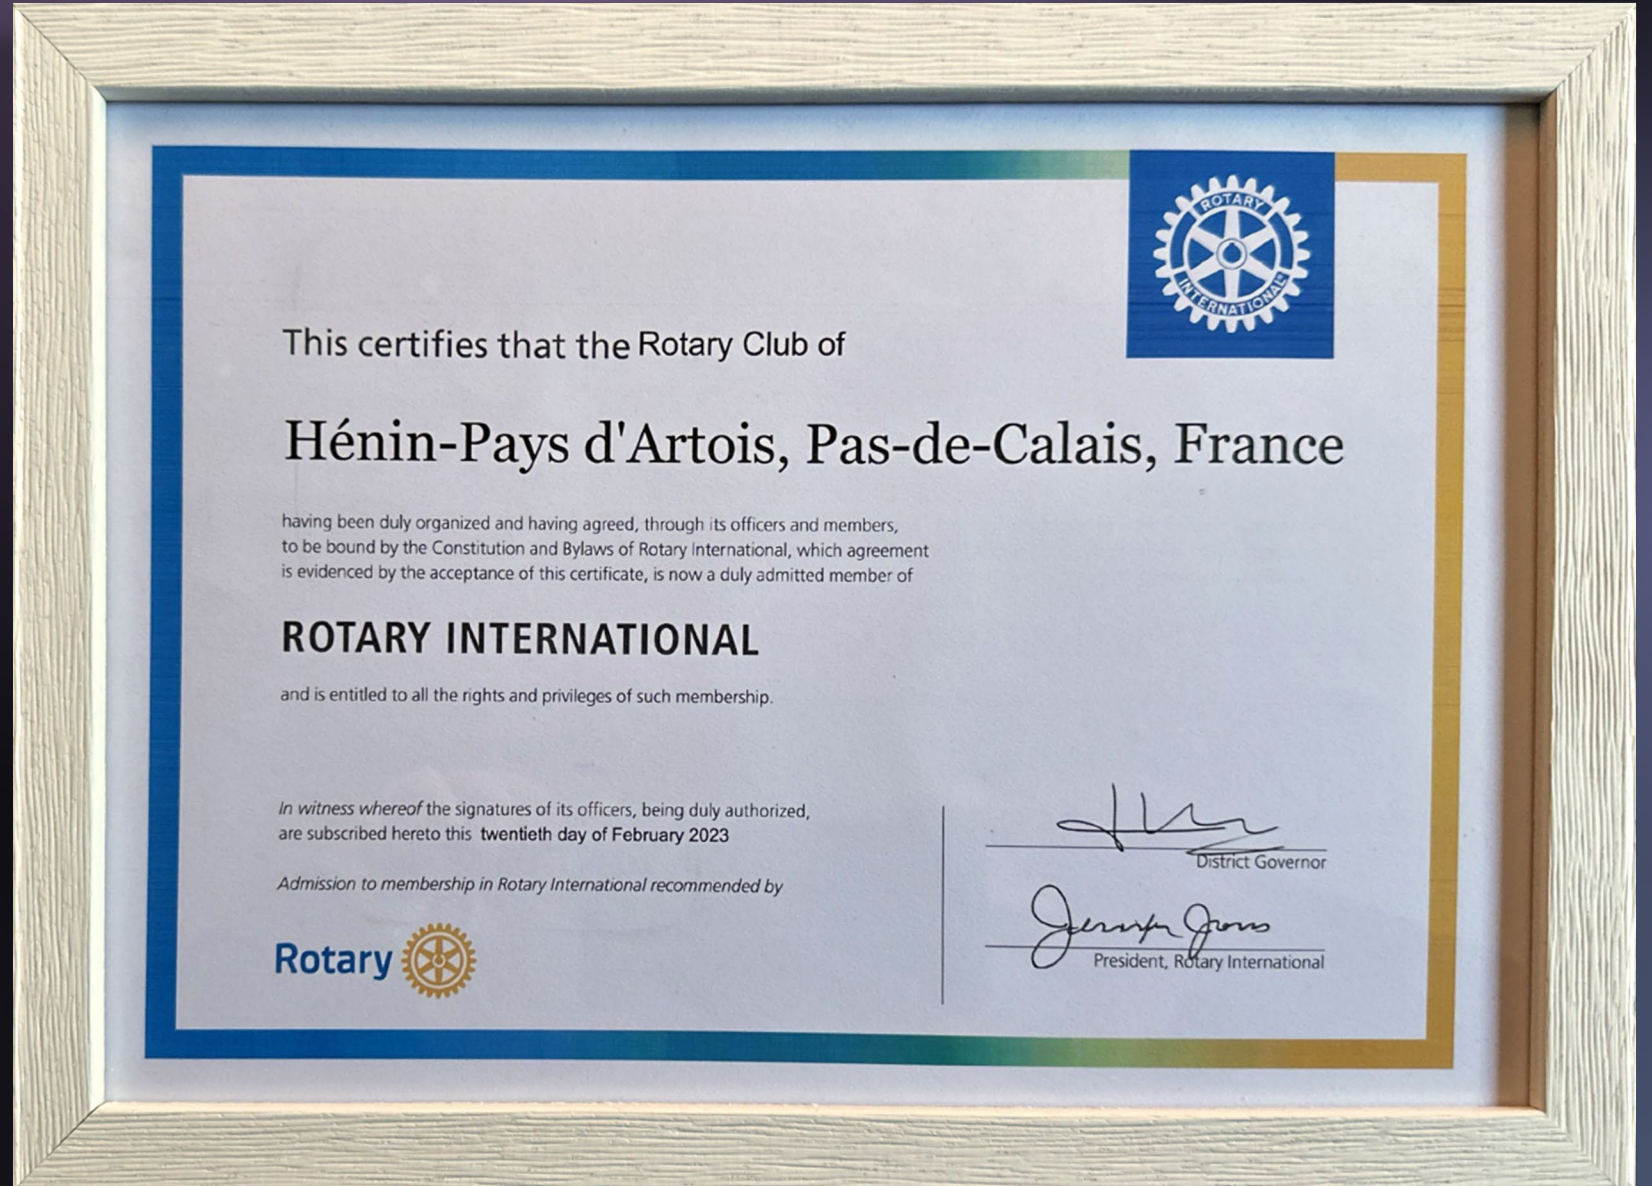 ROTARY
INTERNATIONAL
This certifies that the Rotary Club of
Hénin-Pays d'Artois, Pas-de-Calais, France
having been duly organized and having agreed, through its officers and members,
to be bound by the Constitution and Bylaws of Rotary International, which agreement
is evidenced by the acceptance of this certificate, is now a duly admitted member of
ROTARY INTERNATIONAL
and is entitled to all the rights and privileges of such membership.
In witness whereof the signatures of its officers, being duly authorized,
are subscribed hereto this twentieth day of February 2023
Admission to membership in Rotary International recommended by
Rotary
District Governor
Jennifer Jones
President, Rotary International